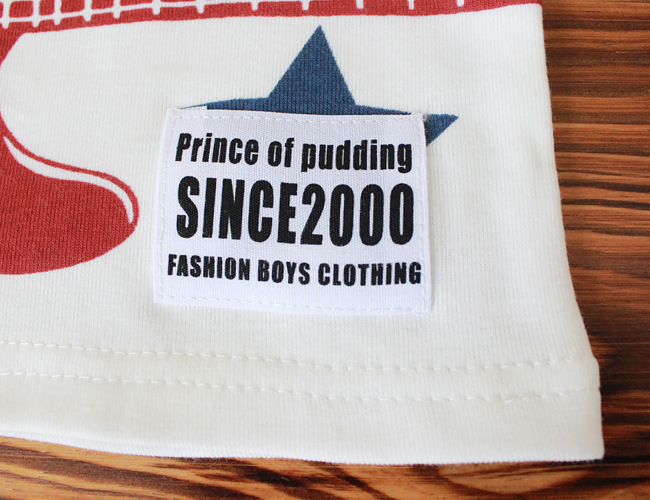 Prince of pudding
SINCE2000
FASHION BOYS CLOTHING